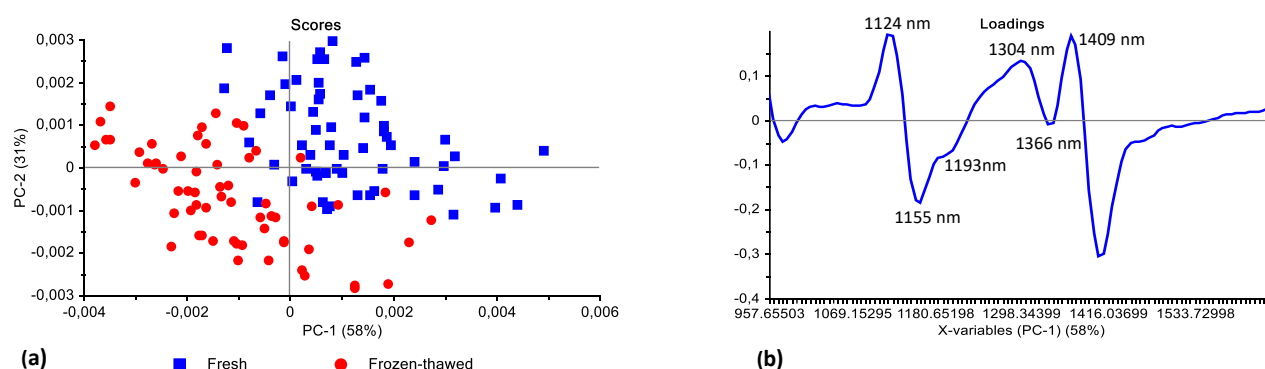 Scores
0,003
0,002
0,001
0
-0,001
-0,002
-0,003
PC-2 (31%)
-0,004
-0,002
0
0,002
0,004
0,006
PC-1 (58%)
(a)
Fresh
Frozen-thawed
Loadings
1124 nm
1304 nm
1409 nm
1366 nm
1193nm
1155 nm
0,1
0
-0,1
-0,2
-0,3
-0,4
957.65503
1069.15295
1180.65198
1298.34399
1416.03699
1533.72998
X-variables (PC-1) (58%)
(b)